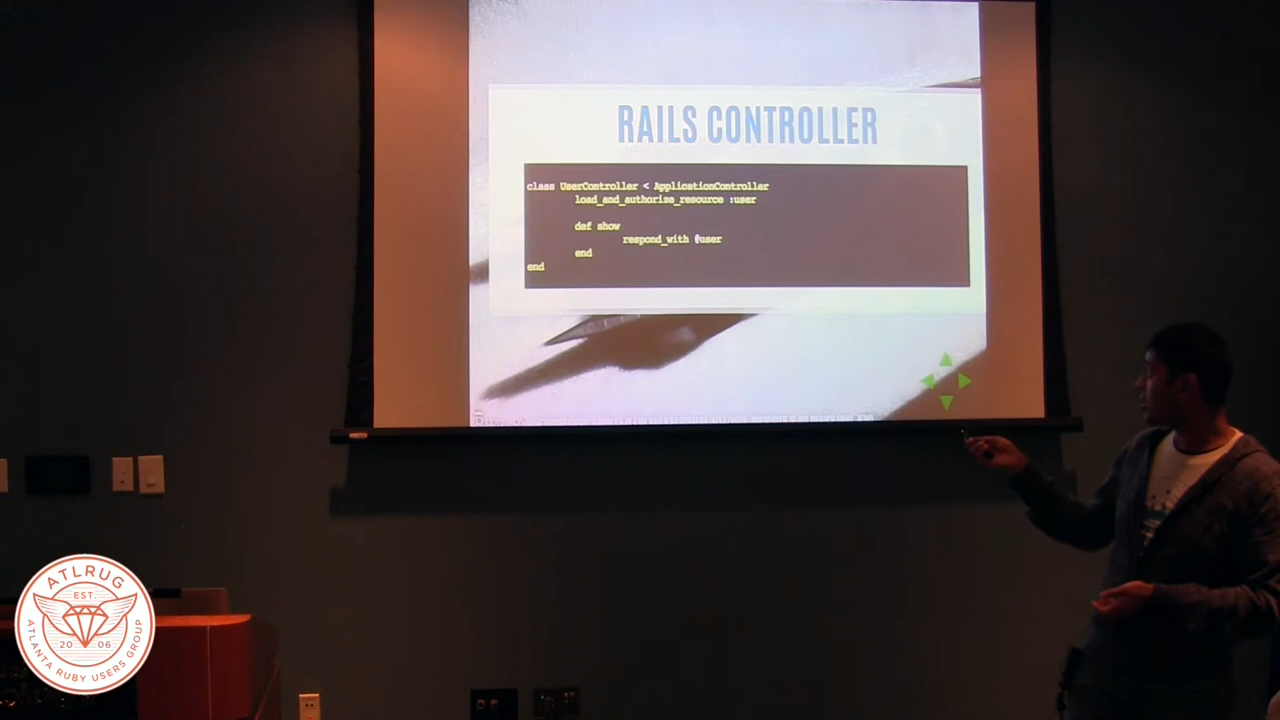 RAILS CONTROLLER
class UserController < ApplicationController
load_and_authorize_resource :user
def show
respond_with @user
end
end
ATLRUG
EST.
20 06
ATLANTA RUBY USERS GROUP